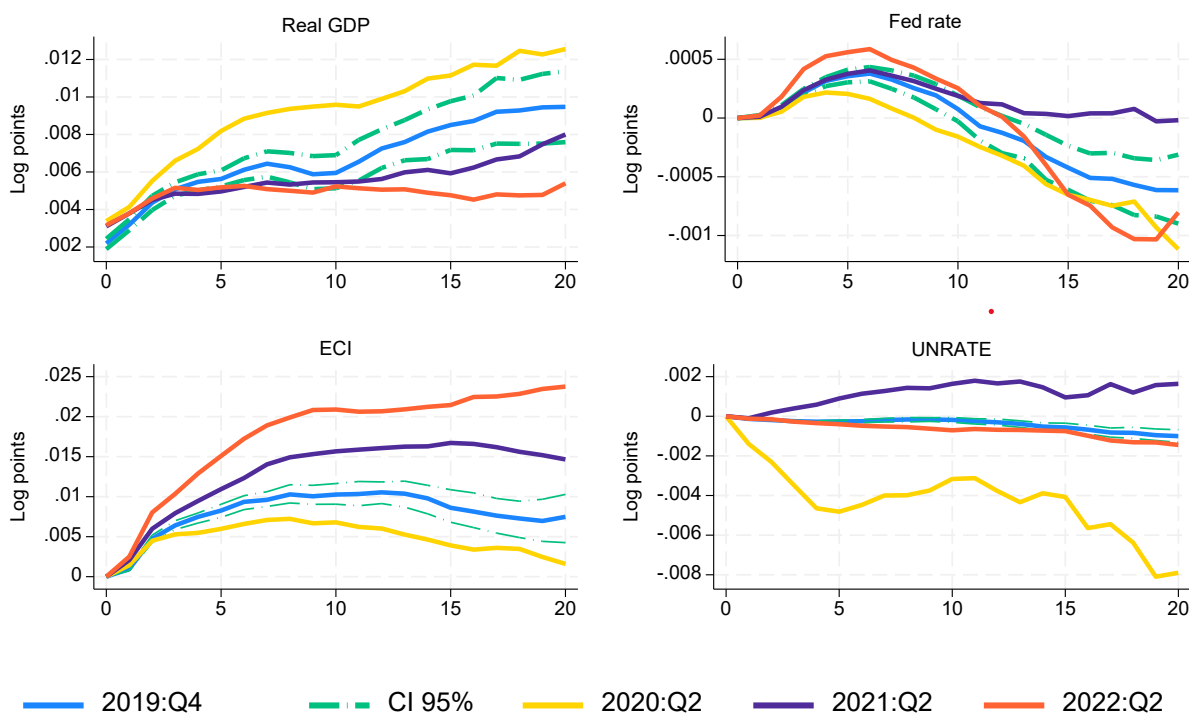 Real GDP
Log points
.012
.01
.008
.006
.004
.002
0 5 10 15 20
Fed rate
Log points
.0005
0
-.0005
-.001
0 5 10 15 20
ECI
Log points
.025
.02
.015
.01
.005
0
0 5 10 15 20
UNRATE
Log points
.002
0
-.002
-.004
-.006
-.008
0 5 10 15 20
2019:Q4 CI 95% 2020:Q2 2021:Q2 2022:Q2